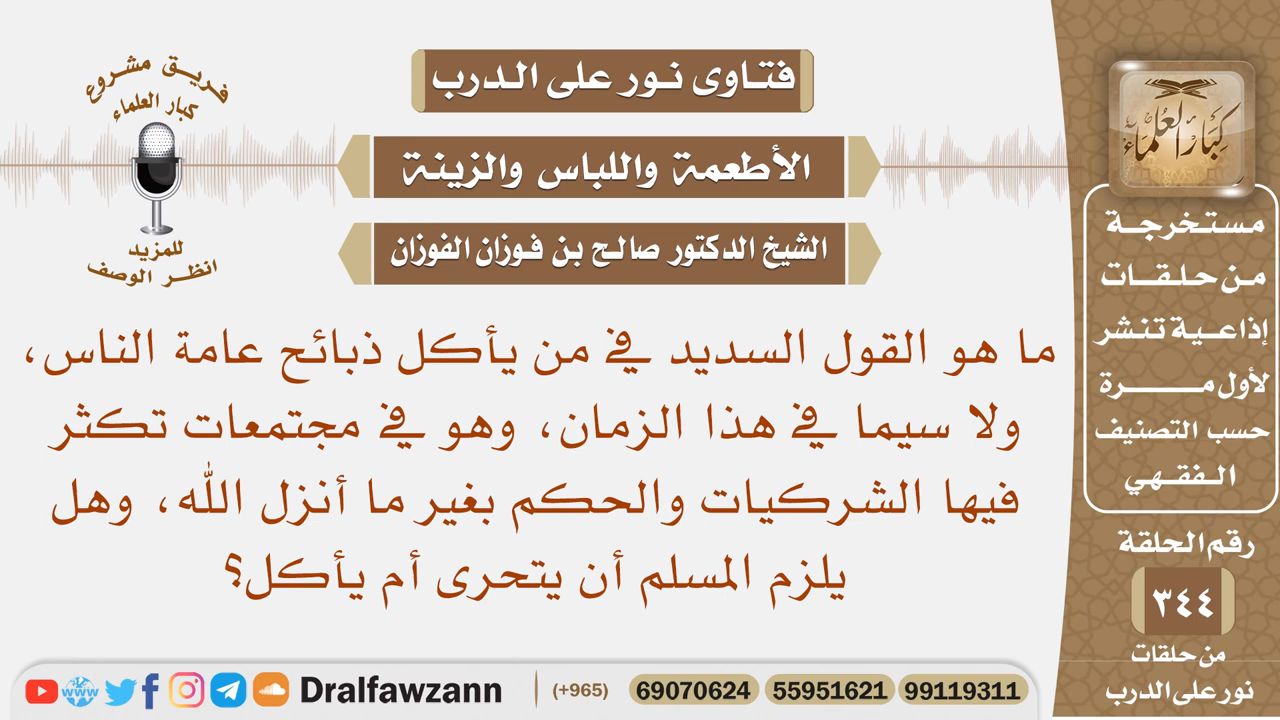 فتاوى نور على الدرب
الأطعمة واللباس والزينة
الشيخ الدكتور صالح بن فوزان الفوزان
فريق مشروع
كبار العلماء
للمزيد
انظر الوصف
ما هو القول السديد في من يأكل ذبائح عامة الناس،
ولا سيما في هذا الزمان، وهو في مجتمعات تكثر
فيها الشركيات والحكم بغير ما أنزل الله، وهل
يلزم المسلم أن يتحرى أم يأكل؟
كبار العلماء
مستخرجة
من حلقات
إذاعية تنشر
لأول مرة
حسب التصنيف
الفقهي
رقم الحلقة
٣٤٤
من حلقات
نور على الدرب
www
Dralfawzann
(+965)
69070624
55951621
99119311